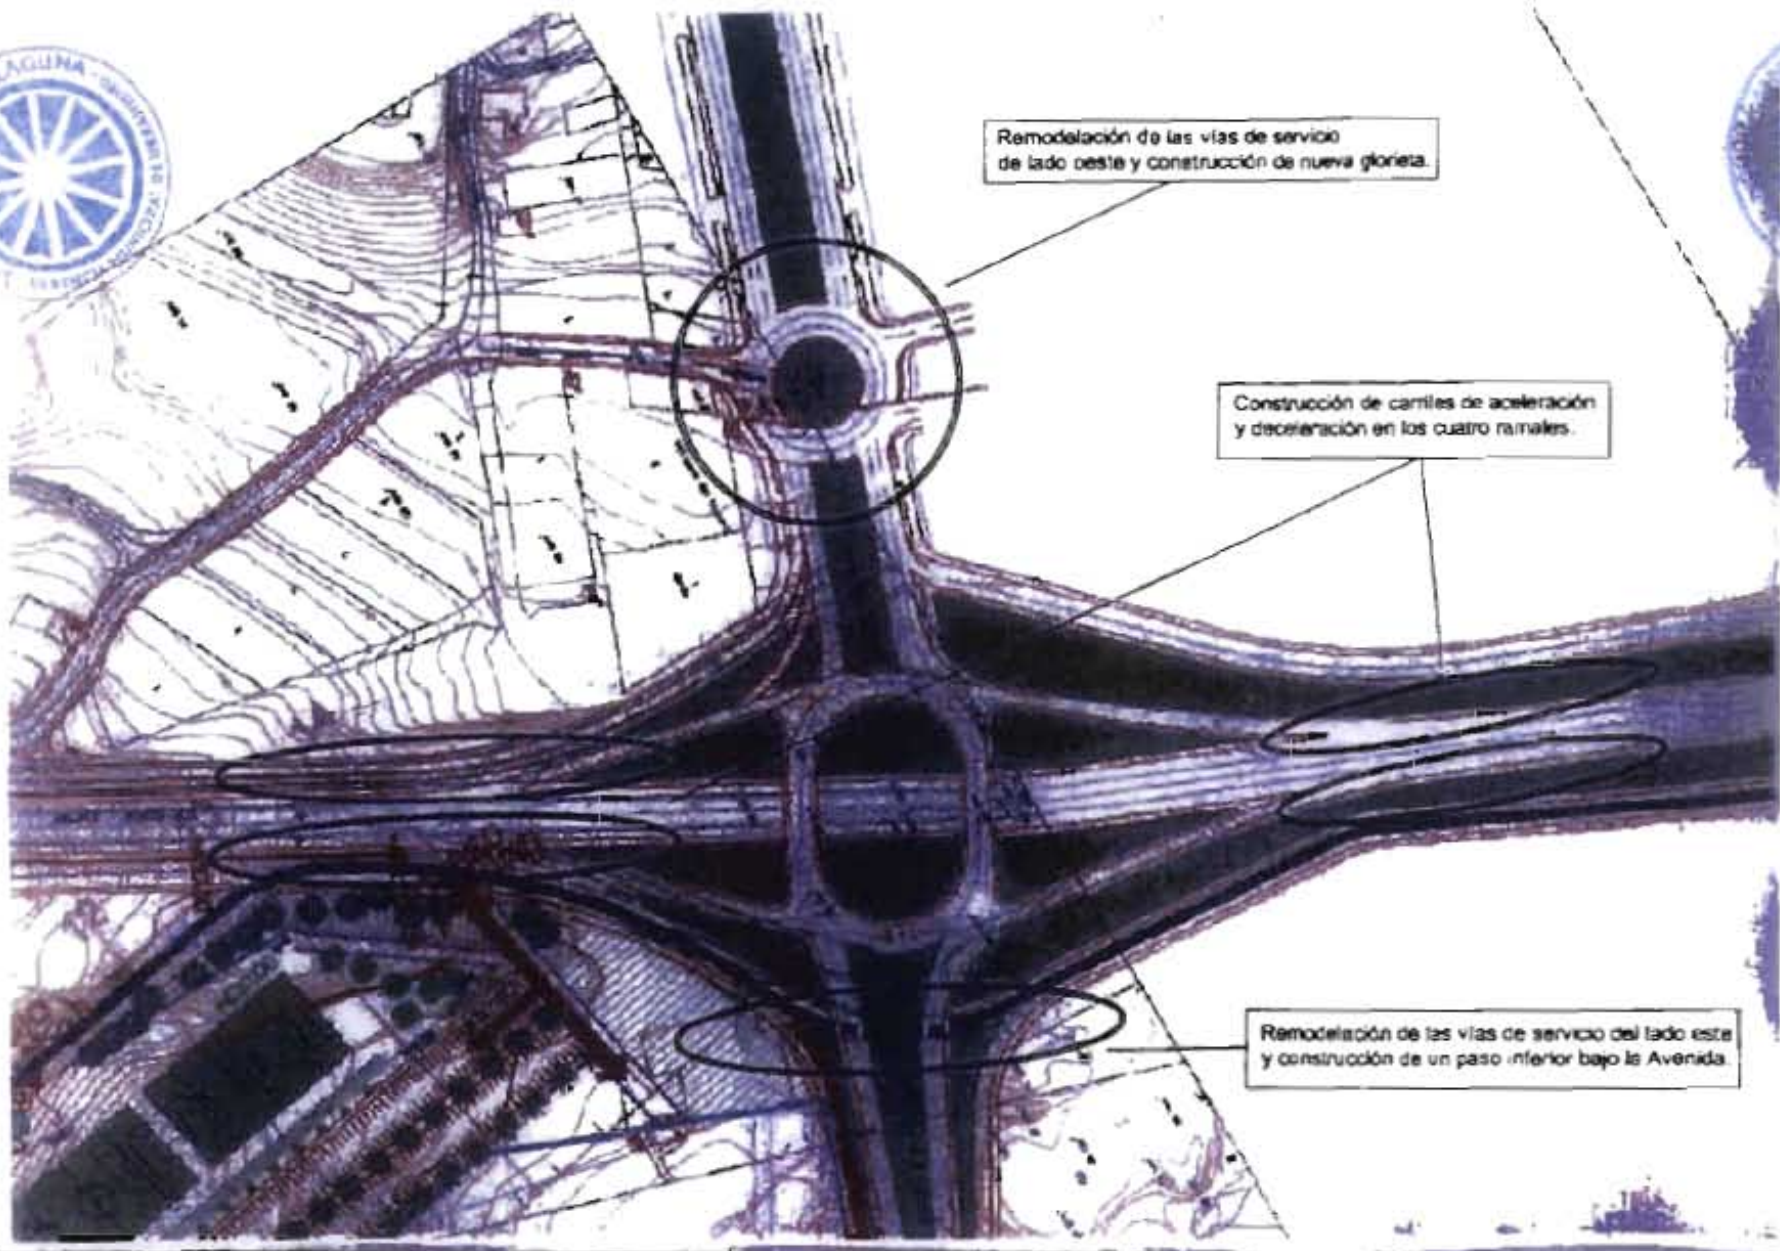 LAGUNA
Remodelación de las vías de servicio
de lado oeste y construcción de nueva glorieta.
Construcción de carriles de aceleración
y deceleración en los cuatro ramales.
Remodelación de las vías de servicio del lado este
y construcción de un paso inferior bajo la Avenida.